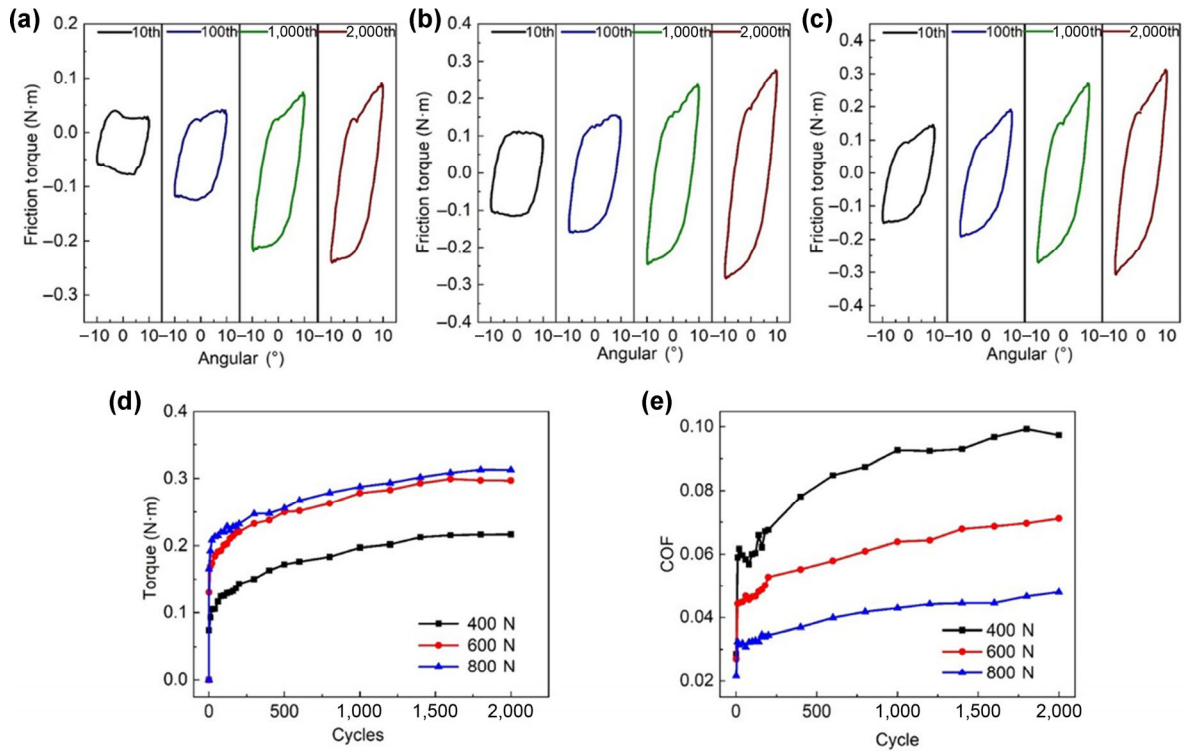 (a)
0.2
0.1
0.0
−0.1
−0.2
−0.3
Friction torque (N·m)
10th
100th
1,000th
2,000th
−10 0 10−10 0 10−10 0 10−10 0 10
Angular (°)
(b)
0.4
0.3
0.2
0.1
0.0
−0.1
−0.2
−0.3
−0.4
Friction torque (N·m)
10th
100th
1,000th
2,000th
−10 0 10−10 0 10−10 0 10−10 0 10
Angular (°)
(c)
0.4
0.3
0.2
0.1
0.0
−0.1
−0.2
−0.3
−0.4
Friction torque (N·m)
10th
100th
1,000th
2,000th
−10 0 10−10 0 10−10 0 10−10 0 10
Angular (°)
(d)
0.4
0.3
0.2
0.1
0.0
Torque (N·m)
400 N
600 N
800 N
0 500 1,000 1,500 2,000
Cycles
(e)
0.10
0.08
0.06
0.04
0.02
COF
400 N
600 N
800 N
0 500 1,000 1,500 2,000
Cycle